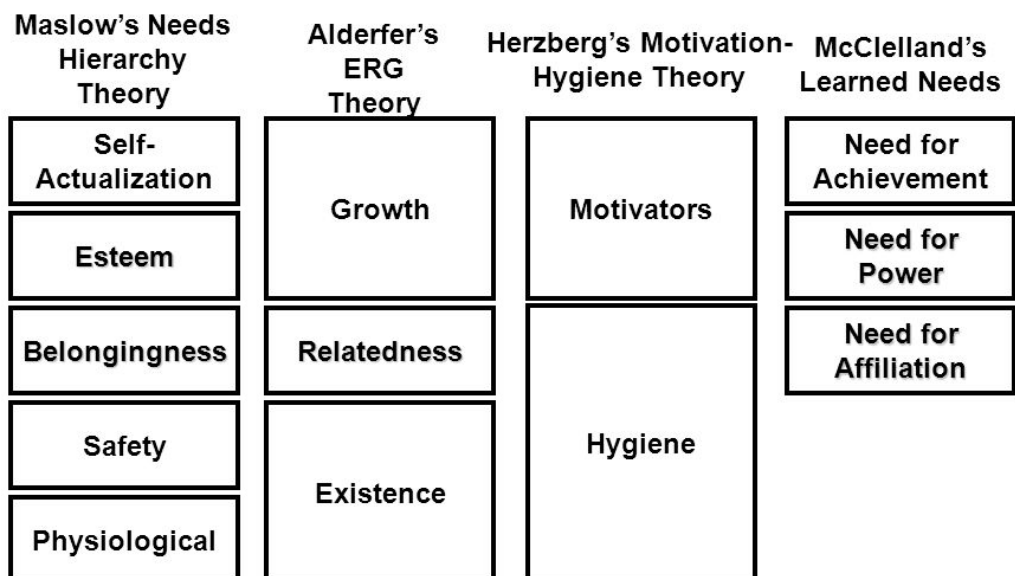 Maslow’s Needs
Hierarchy
Theory
Alderfer’s
ERG
Theory
Herzberg’s Motivation-
Hygiene Theory
McClelland’s
Learned Needs
Self-
Actualization
Esteem
Belongingness
Safety
Physiological
Growth
Relatedness
Existence
Motivators
Hygiene
Need for
Achievement
Need for
Power
Need for
Affiliation